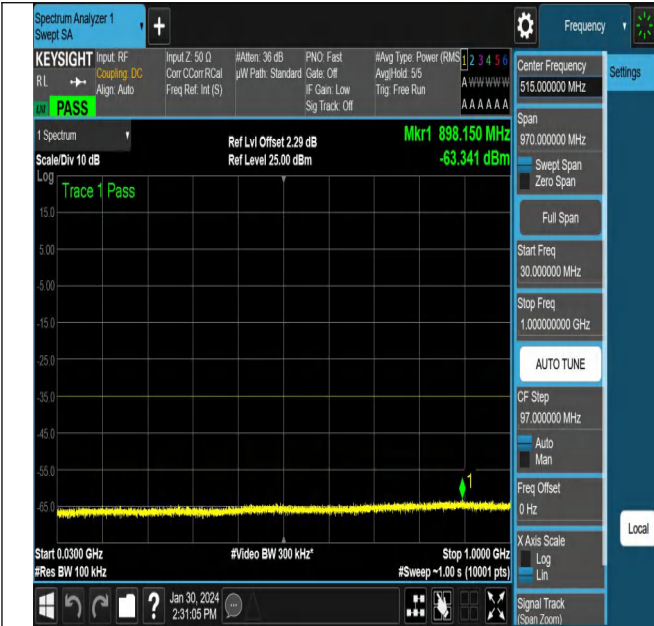 Spectrum Analyzer 1
Swept SA
+
Frequency
KEYSIGHT
RL
PASS
Input: RF
Coupling: DC
Align: Auto
Input Z: 50 Ω
Corr CCorr RCal
Freq Ref: Int (S)
#Atten: 36 dB
µW Path: Standard
PNO: Fast
Gate: Off
IF Gain: Low
Sig Track: Off
#Avg Type: Power (RMS
Avg|Hold: 5/5
Trig: Free Run
1 2 3 4 5 6
A W W W W W
A A A A A A
1 Spectrum
Scale/Div 10 dB
Ref Lvl Offset 2.29 dB
Ref Level 25.00 dBm
Mkr1 898.150 MHz
-63.341 dBm
Log
Trace 1 Pass
15.0
5.00
-5.00
-15.0
-25.0
-35.0
-45.0
-55.0
-65.0
1
Start 0.0300 GHz
#Res BW 100 kHz
#Video BW 300 kHz*
Stop 1.0000 GHz
#Sweep ~1.00 s (10001 pts)
Center Frequency
515.000000 MHz
Settings
Span
970.000000 MHz
Swept Span
Zero Span
Full Span
Start Freq
30.000000 MHz
Stop Freq
1.000000000 GHz
AUTO TUNE
CF Step
97.000000 MHz
Auto
Man
Freq Offset
0 Hz
Local
X Axis Scale
Log
Lin
Signal Track
(Span Zoom)
?
Jan 30, 2024
2:31:05 PM